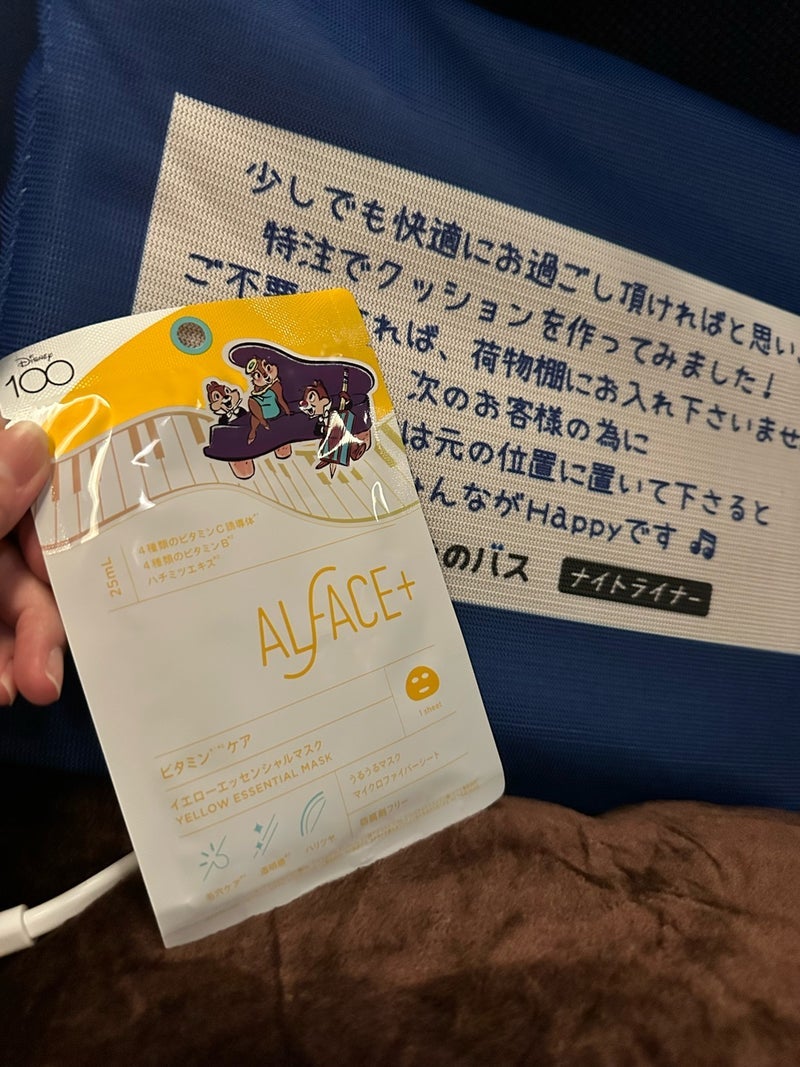 少しでも快適にお過ごし頂ければと思い
特注でクッションを作ってみました!
ご不要 れば、荷物棚にお入れ下さいませ
次のお客様の為に
は元の位置に置いて下さると
んながHappyです♫
のバス
ナイトライナー
Disney
100
25mL
4種類のビタミンC誘導体
4種類のビタミンB
ハチミツエキス
ALFACE+
1 sheet
ビタミン ケア
イエローエッセンシャルマスク
YELLOW ESSENTIAL MASK
うるうるマスク
マイクロファイバーシート
防腐剤フリー
毛穴ケア
透明感
ハリツヤ